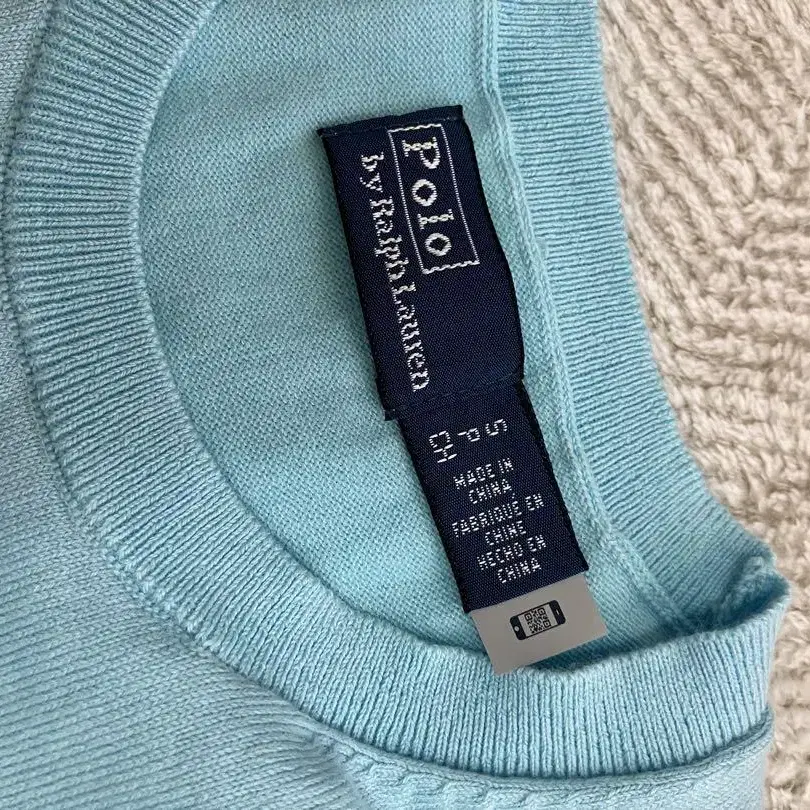 Polo
by Ralph Lauren
S
P
CH
MADE IN
CHINA
FABRIQUE EN
CHINE
HECHO EN
CHINA